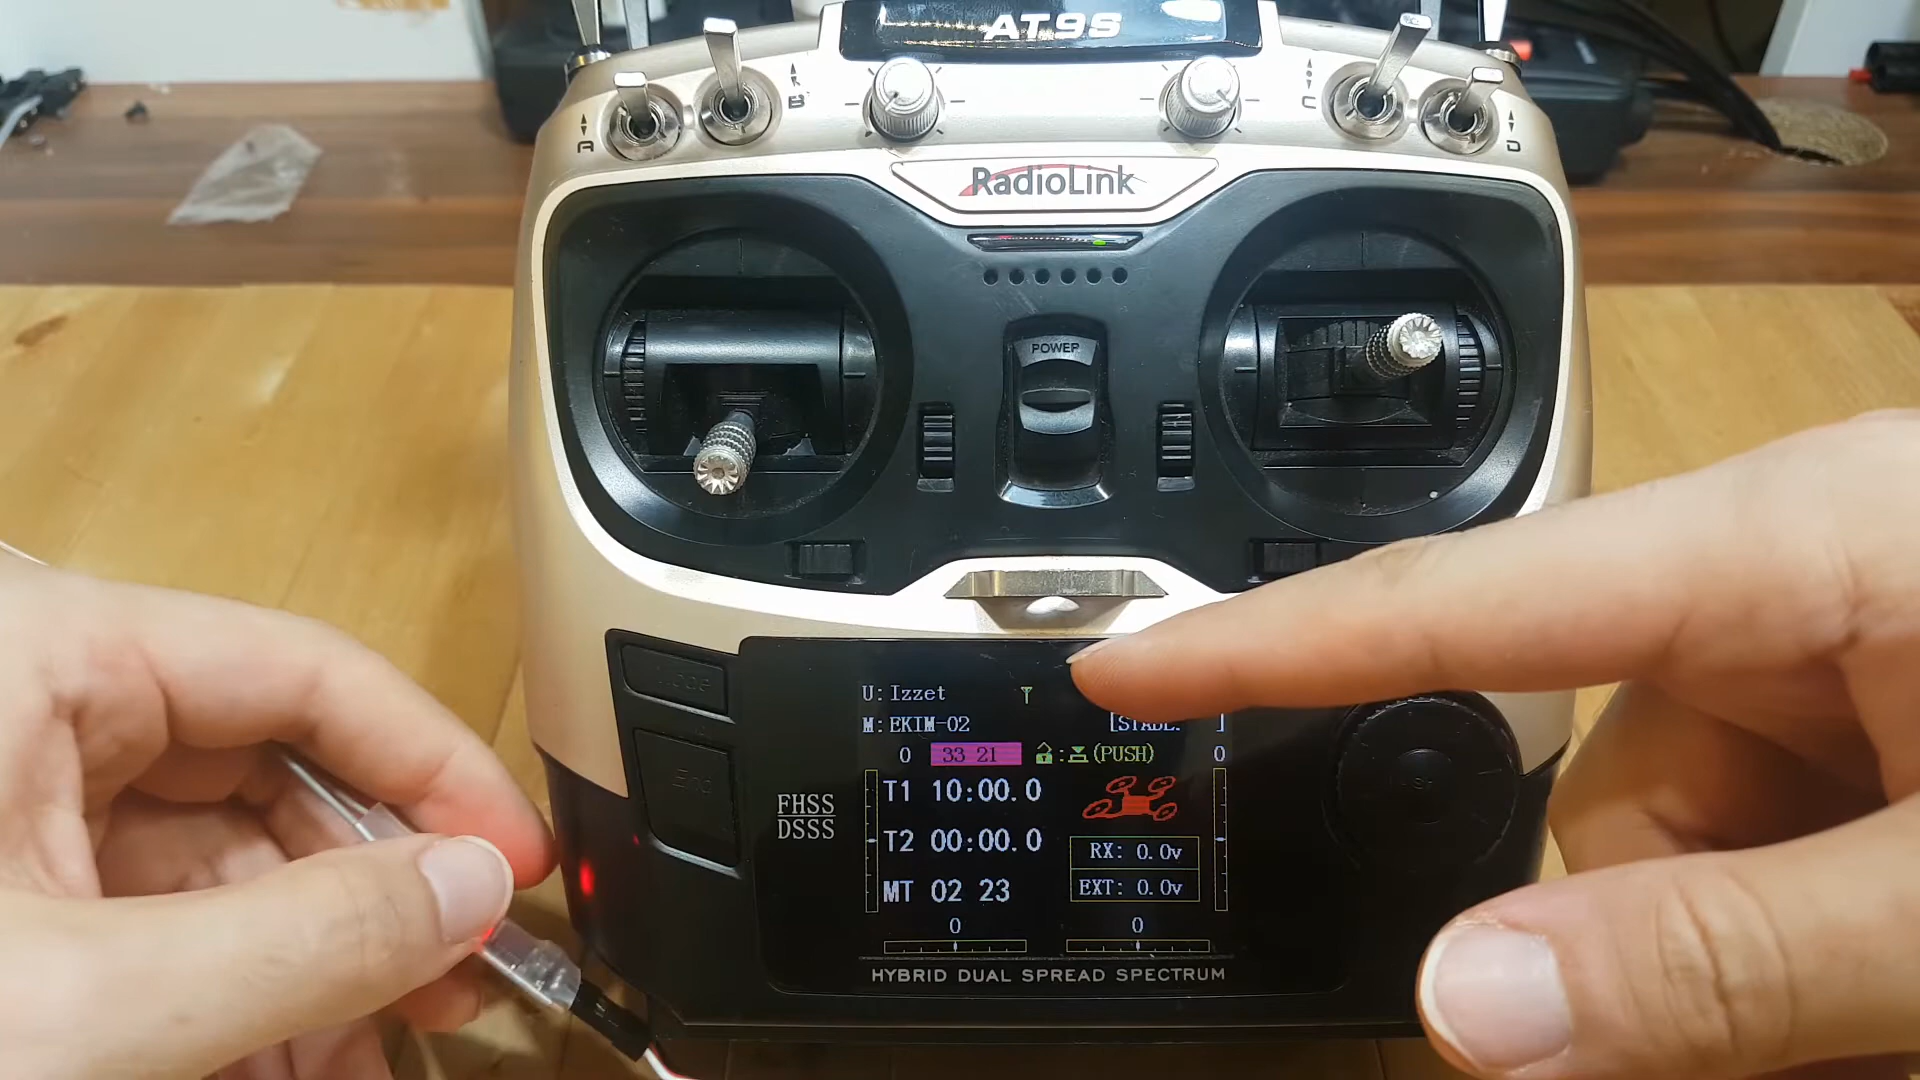 AT9S
A
B
C
D
RadioLink
POWER
U: Izzet
M: EKIM-02
0 33 21 : (PUSH) 0
FHSS
DSSS
T1 10:00.0
T2 00:00.0
MT 02 23
RX: 0.0v
EXT: 0.0v
0 0
HYBRID DUAL SPREAD SPECTRUM